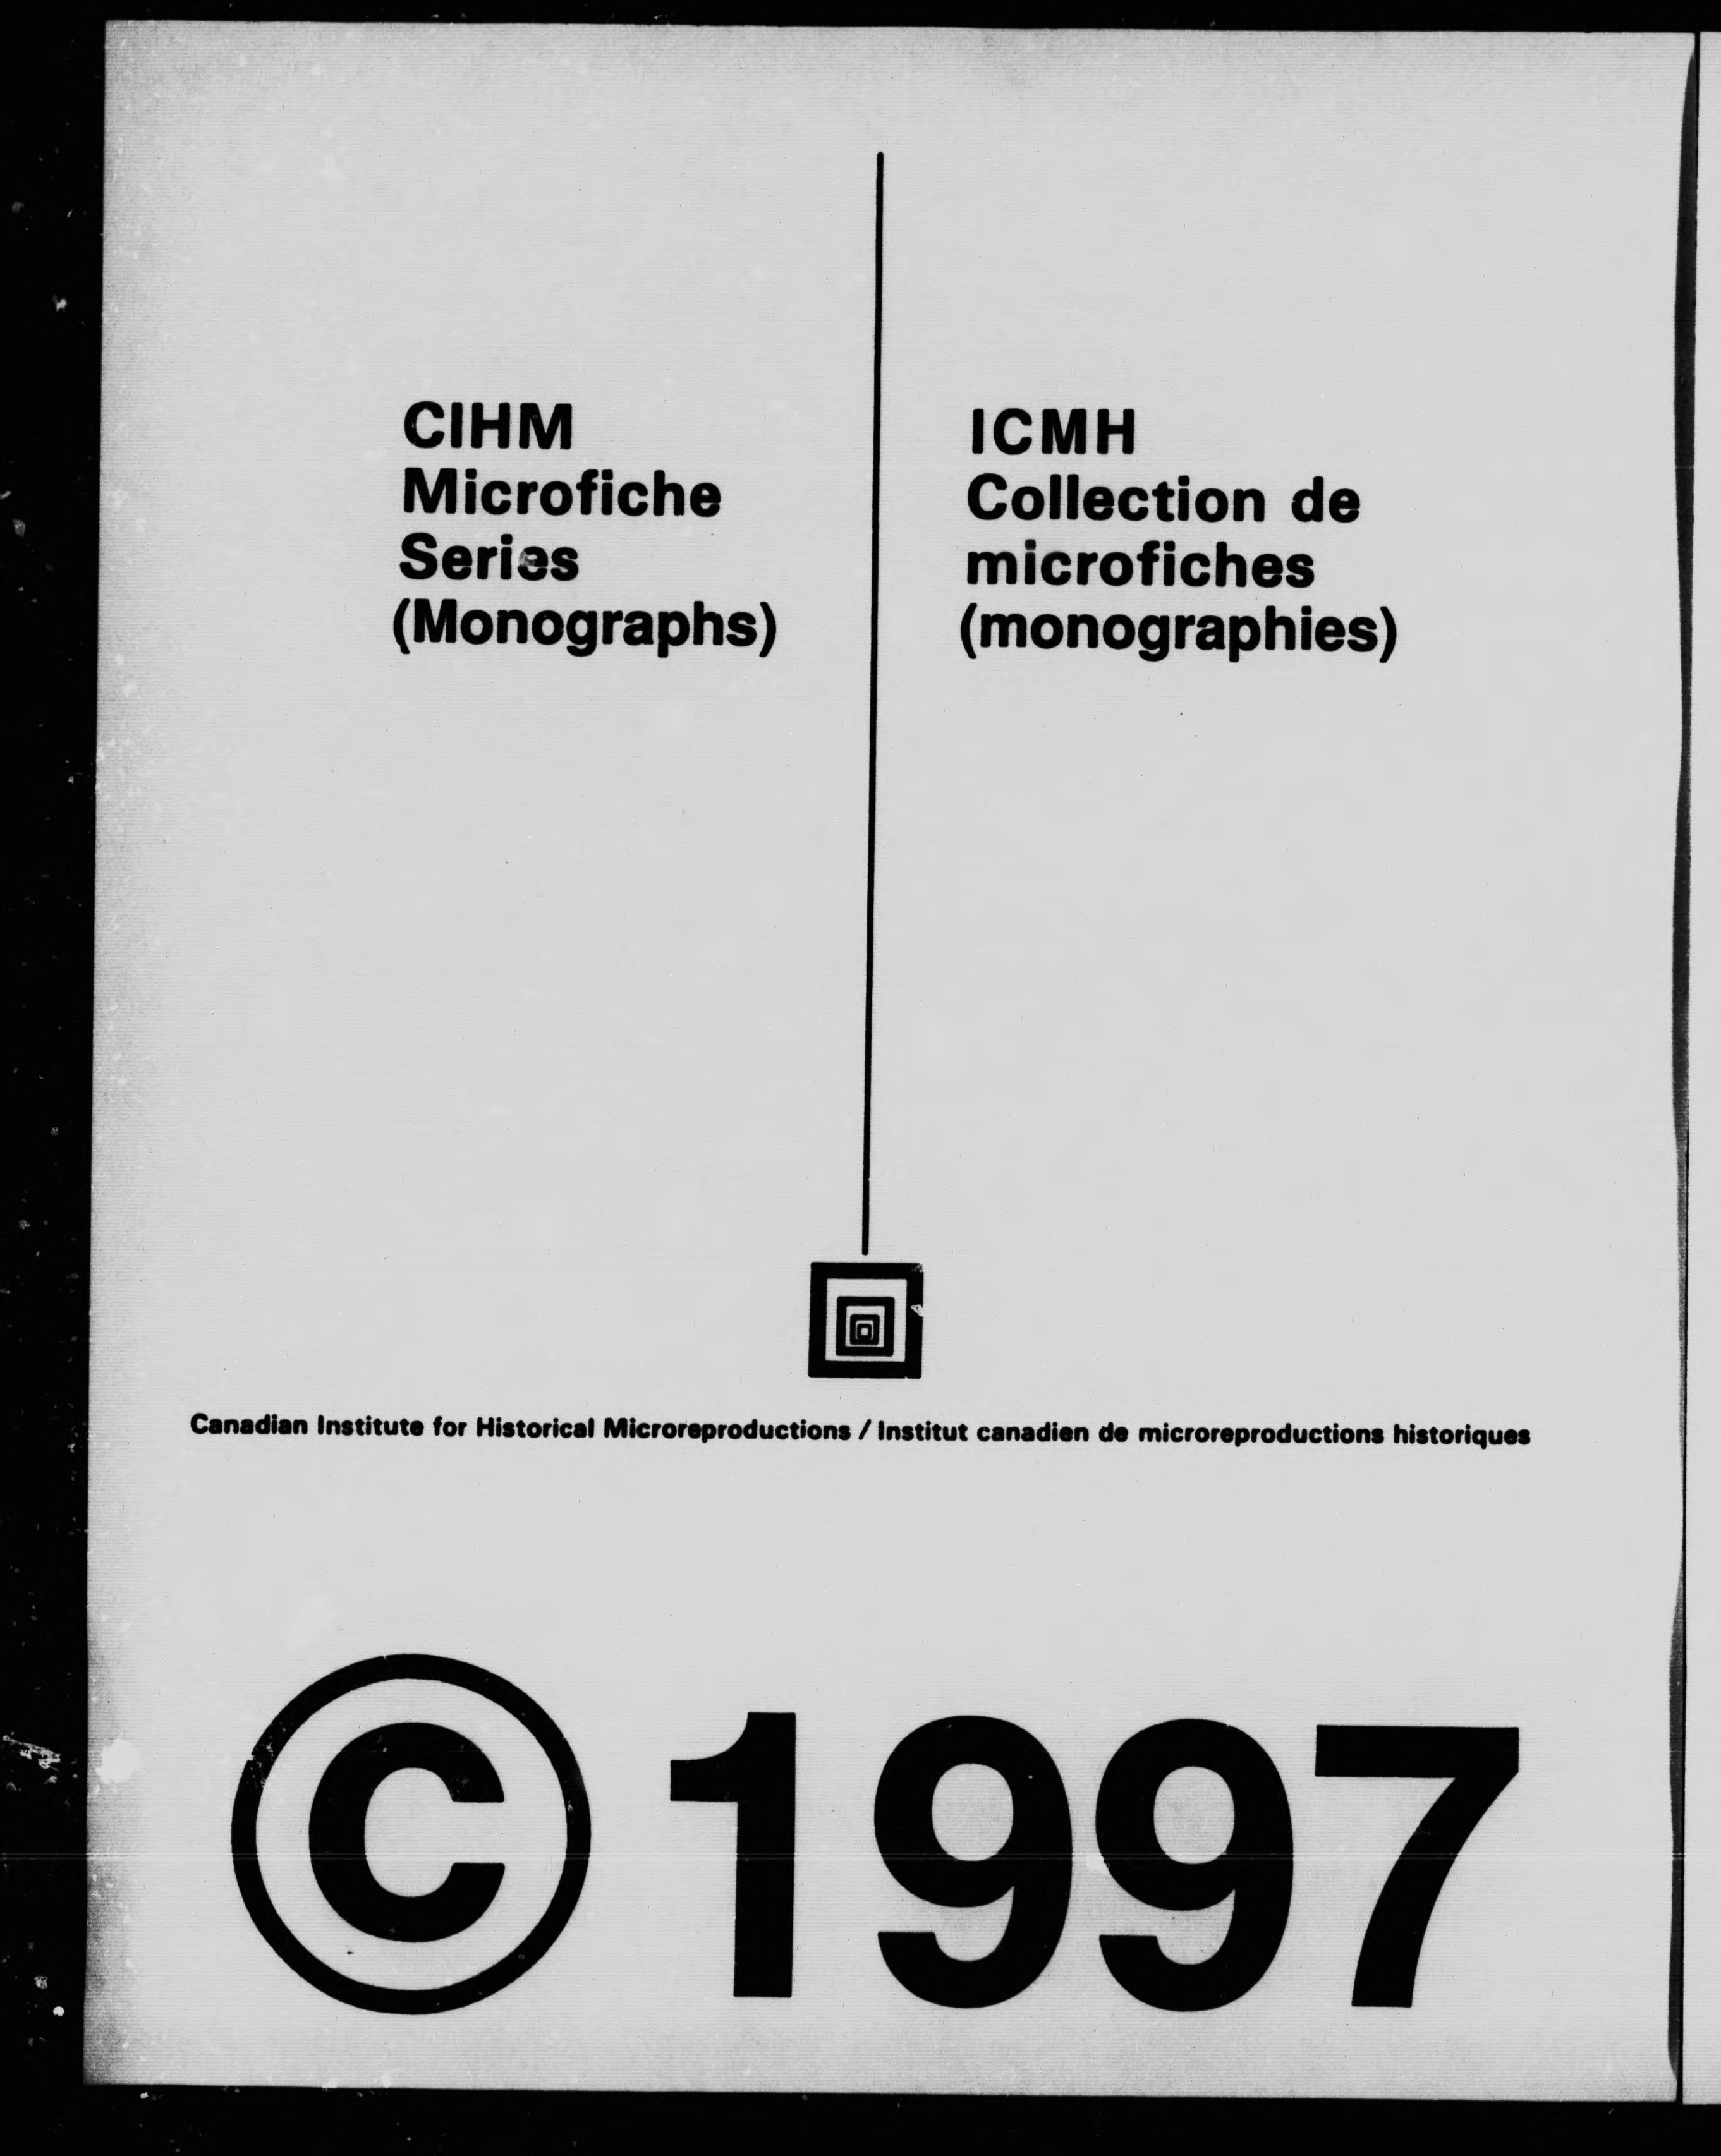 CIHM
Microfiche
Series
(Monographs)
ICMH
Collection de
microfiches
(monographies)
Canadian Institute for Historical Microreproductions / Institut canadien de microreproductions historiques
© 1997